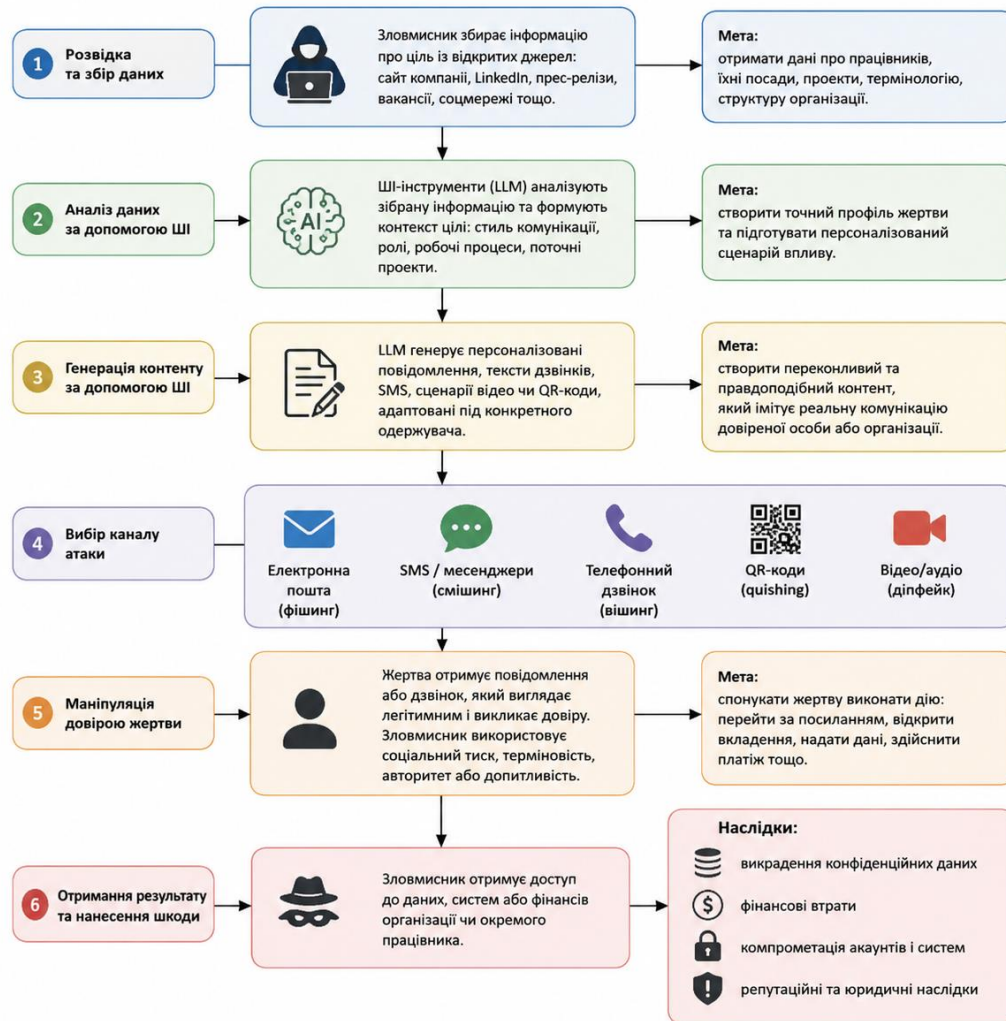 1
Розвідка
та збір даних
Зловмисник збирає інформацію
про ціль із відкритих джерел:
сайт компанії, LinkedIn, прес-релізи,
вакансії, соцмережі тощо.
Мета:
отримати дані про працівників,
їхні посади, проекти, термінологію,
структуру організації.
2
Аналіз даних
за допомогою ШІ
AI
ШІ-інструменти (LLM) аналізують
зібрану інформацію та формують
контекст цілі: стиль комунікації,
ролі, робочі процеси, поточні
проекти.
Мета:
створити точний профіль жертви
та підготувати персоналізований
сценарій впливу.
3
Генерація контенту
за допомогою ШІ
LLM генерує персоналізовані
повідомлення, тексти дзвінків,
SMS, сценарії відео чи QR-коди,
адаптовані під конкретного
одержувача.
Мета:
створити переконливий та
правдоподібний контент,
який імітує реальну комунікацію
довіреної особи або організації.
4
Вибір каналу
атаки
Електронна
пошта
(фішинг)
SMS / месенджери
(смішинг)
Телефонний
дзвінок
(вішинг)
QR-коди
(quishing)
Відео/аудіо
(діпфейк)
5
Маніпуляція
довірою жертви
Жертва отримує повідомлення
або дзвінок, який виглядає
легітимним і викликає довіру.
Зловмисник використовує
соціальний тиск, терміновість,
авторитет або допитливість.
Мета:
спонукати жертву виконати дію:
перейти за посиланням, відкрити
вкладення, надати дані, здійснити
платіж тощо.
6
Отримання результату
та нанесення шкоди
Зловмисник отримує доступ
до даних, систем або фінансів
організації чи окремого
працівника.
Наслідки:
викрадення конфіденційних даних
$
фінансові втрати
компрометація акаунтів і систем
репутаційні та юридичні наслідки